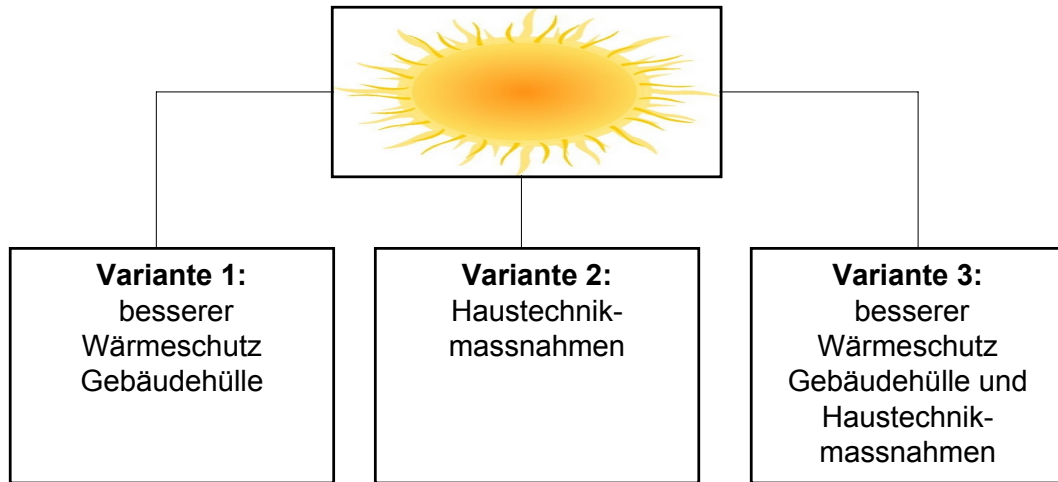 Variante 1:
besserer
Wärmeschutz
Gebäudehülle
Variante 2:
Haustechnik-
massnahmen
Variante 3:
besserer
Wärmeschutz
Gebäudehülle und
Haustechnik-
massnahmen